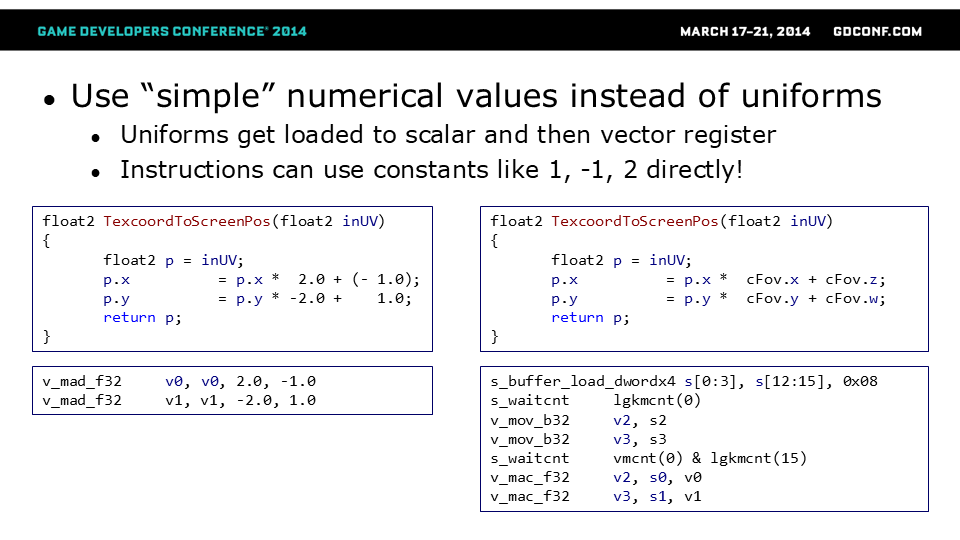 GAME DEVELOPERS CONFERENCE® 2014 MARCH 17–21, 2014 GDCONF.COM
• Use “simple” numerical values instead of uniforms
• Uniforms get loaded to scalar and then vector register
• Instructions can use constants like 1, -1, 2 directly!
float2 TexcoordToScreenPos(float2 inUV)
{
float2 p = inUV;
p.x = p.x * 2.0 + (- 1.0);
p.y = p.y * -2.0 + 1.0;
return p;
}
v_mad_f32 v0, v0, 2.0, -1.0
v_mad_f32 v1, v1, -2.0, 1.0
float2 TexcoordToScreenPos(float2 inUV)
{
float2 p = inUV;
p.x = p.x * cFov.x + cFov.z;
p.y = p.y * cFov.y + cFov.w;
return p;
}
s_buffer_load_dwordx4 s[0:3], s[12:15], 0x08
s_waitcnt lgkmcnt(0)
v_mov_b32 v2, s2
v_mov_b32 v3, s3
s_waitcnt vmcnt(0) & lgkmcnt(15)
v_mac_f32 v2, s0, v0
v_mac_f32 v3, s1, v1